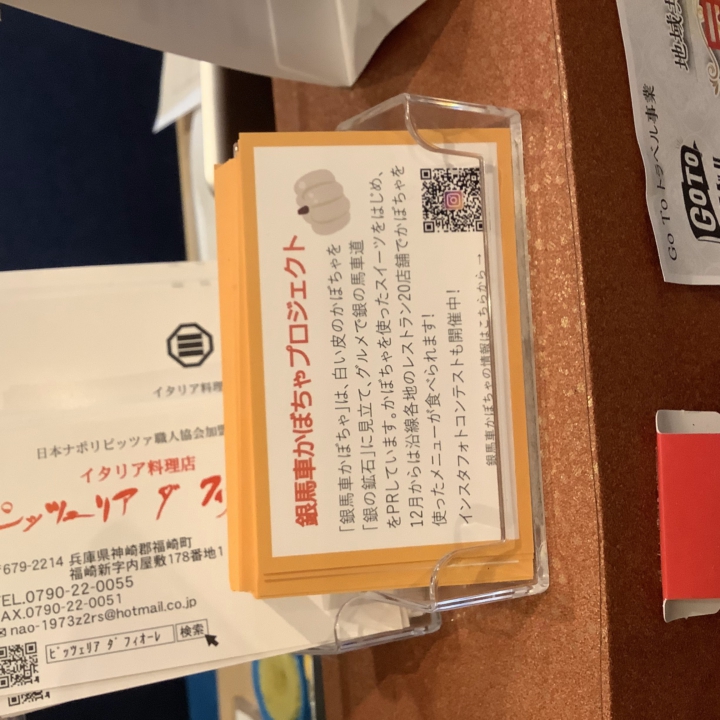 銀馬車かぼちゃプロジェクト
「銀馬車かぼちゃ」は、白い皮のかぼちゃを
「銀の鉱石」に見立て、グルメで銀の馬車道
をPRしています。かぼちゃを使ったスイーツをはじめ、
12月からは沿線各地のレストラン20店舗でかぼちゃを
使ったメニューが食べられます!
インスタフォトコンテストも開催中!
銀馬車かぼちゃの情報はこちらから→
イタリア料理
日本ナポリピッツァ職人協会加盟
イタリア料理店
ピッツェリア ダ フィ
〒679-2214 兵庫県神崎郡福崎町
福崎新字内屋敷178番地1
TEL.0790-22-0055
FAX.0790-22-0051
nao-1973z2rs@hotmail.co.jp
ピッツェリア ダ フィオーレ 検索
地域共
Go To トラベル事業
GOTO